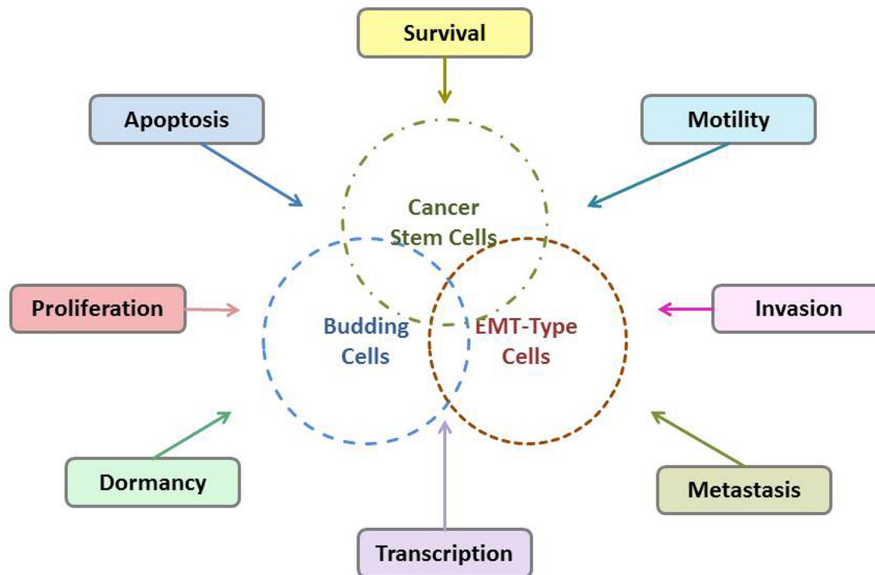 Survival
Apoptosis
Motility
Cancer
Stem Cells
Proliferation
Budding
Cells
EMT-Type
Cells
Invasion
Dormancy
Metastasis
Transcription